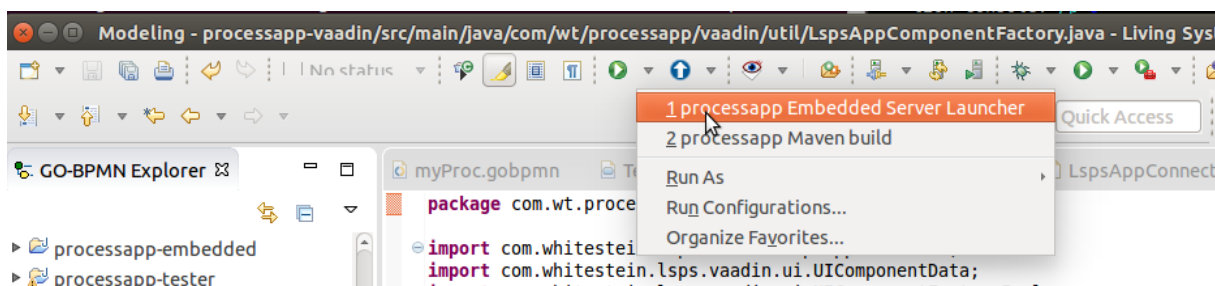 Modeling - processapp-vaadin/src/main/java/com/wt/processapp/vaadin/util/LspsAppComponentFactory.java - Living Sys
No status
1 processapp Embedded Server Launcher
Quick Access
2 processapp Maven build
GO-BPMN Explorer
myProc.gobpmn
Te
Run As
LspsAppConnect
package com.wt.proce
Run Configurations...
processapp-embedded
import com.whitestein
Organize Favorites...
import com.whitestein.lsps.vaadin.ui.UIComponentData;
processapp-tester